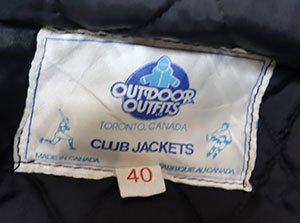 OUTDOOR
OUTFITS
TORONTO, CANADA
CLUB JACKETS
MADE IN CANADA
FABRIQUE AU CANADA
40